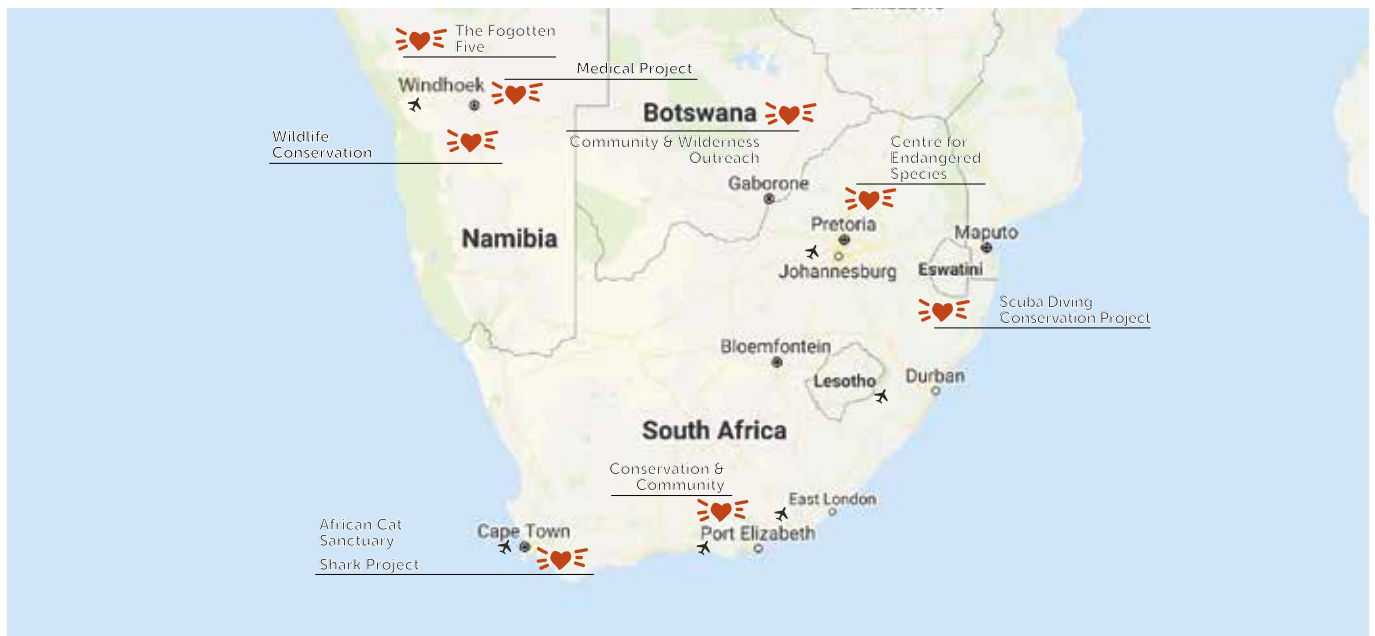 The Fogotten
Five
Medical Project
Windhoek
Botswana
Wildlife
Conservation
Community & Wilderness
Outreach
Centre for
Endangered
Species
Gaborone
Pretoria
Maputo
Namibia
Johannesburg
Eswatini
Scuba Diving
Conservation Project
Bloemfontein
Lesotho
Durban
South Africa
Conservation &
Community
East London
African Cat
Sanctuary
Cape Town
Port Elizabeth
Shark Project